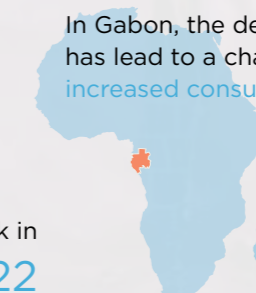 In Gabon, the de
has lead to a cha
increased consu
k in
22